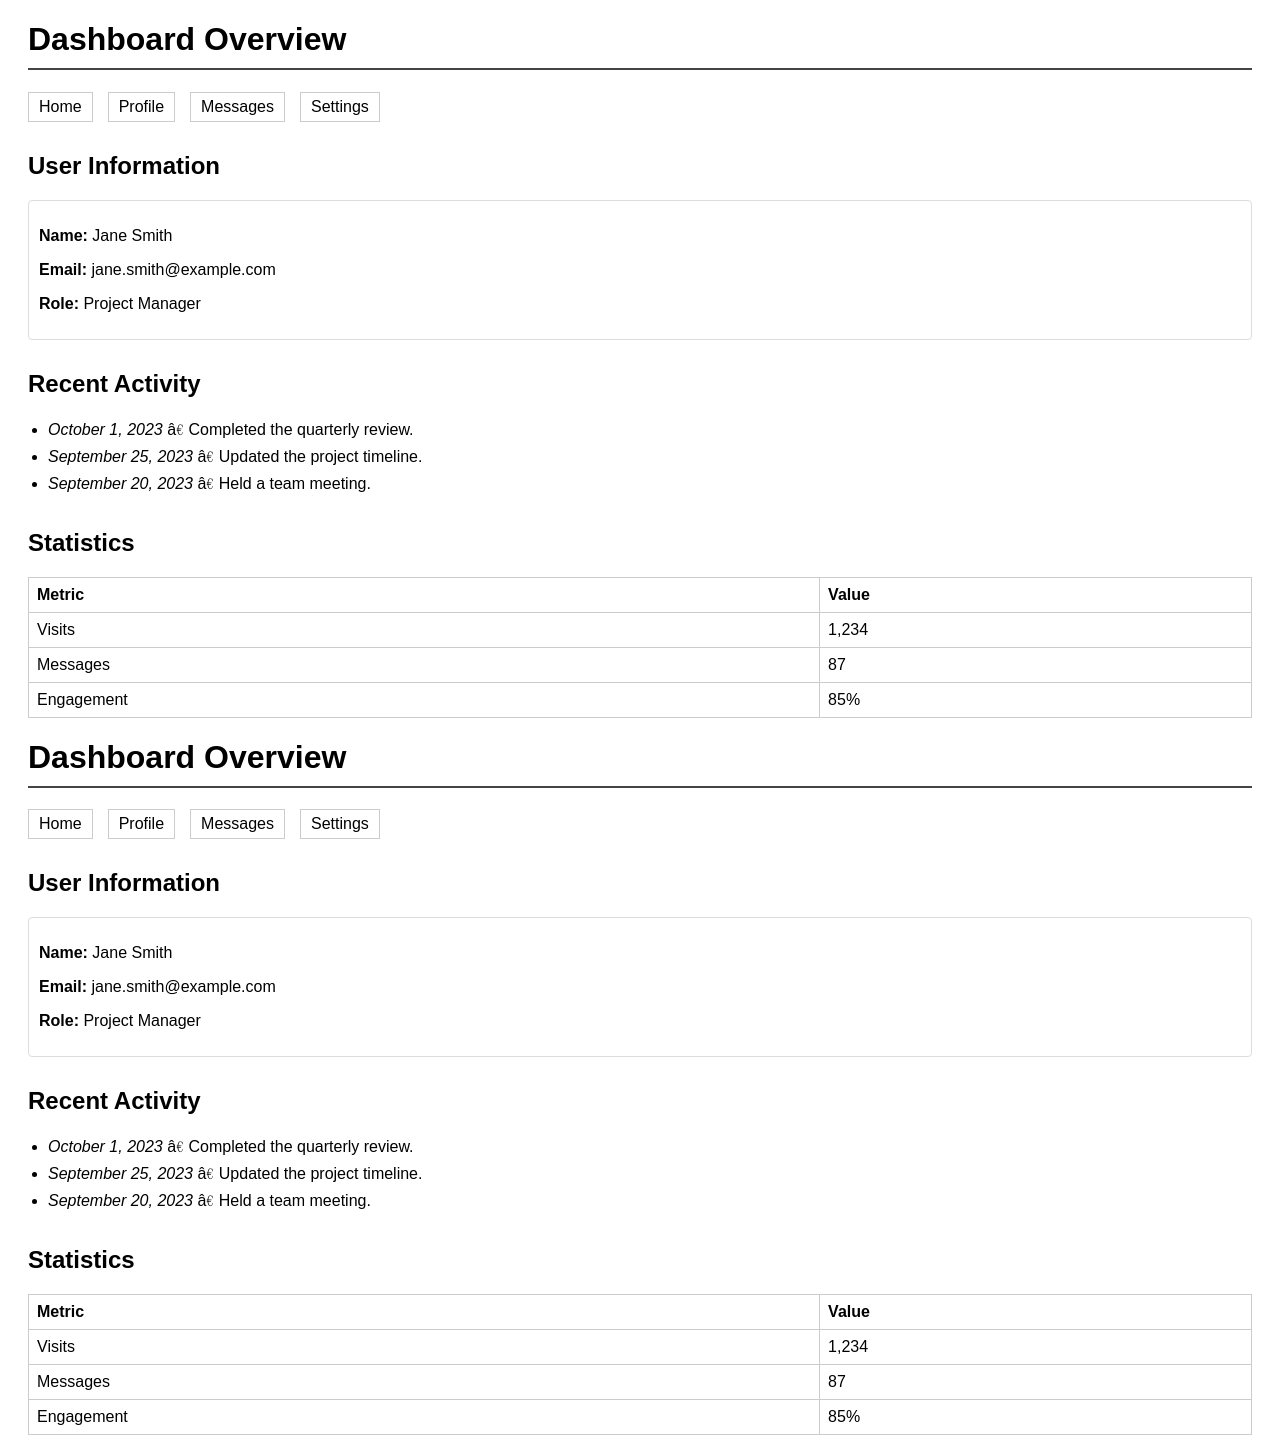 Dashboard Overview
Home Profile Messages Settings
User Information
Name: Jane Smith
Email: jane.smith@example.com
Role: Project Manager
Recent Activity
• October 1, 2023 â€ Completed the quarterly review.
• September 25, 2023 â€ Updated the project timeline.
• September 20, 2023 â€ Held a team meeting.
Statistics
Metric Value
Visits 1,234
Messages 87
Engagement 85%
Dashboard Overview
Home Profile Messages Settings
User Information
Name: Jane Smith
Email: jane.smith@example.com
Role: Project Manager
Recent Activity
• October 1, 2023 â€ Completed the quarterly review.
• September 25, 2023 â€ Updated the project timeline.
• September 20, 2023 â€ Held a team meeting.
Statistics
Metric Value
Visits 1,234
Messages 87
Engagement 85%